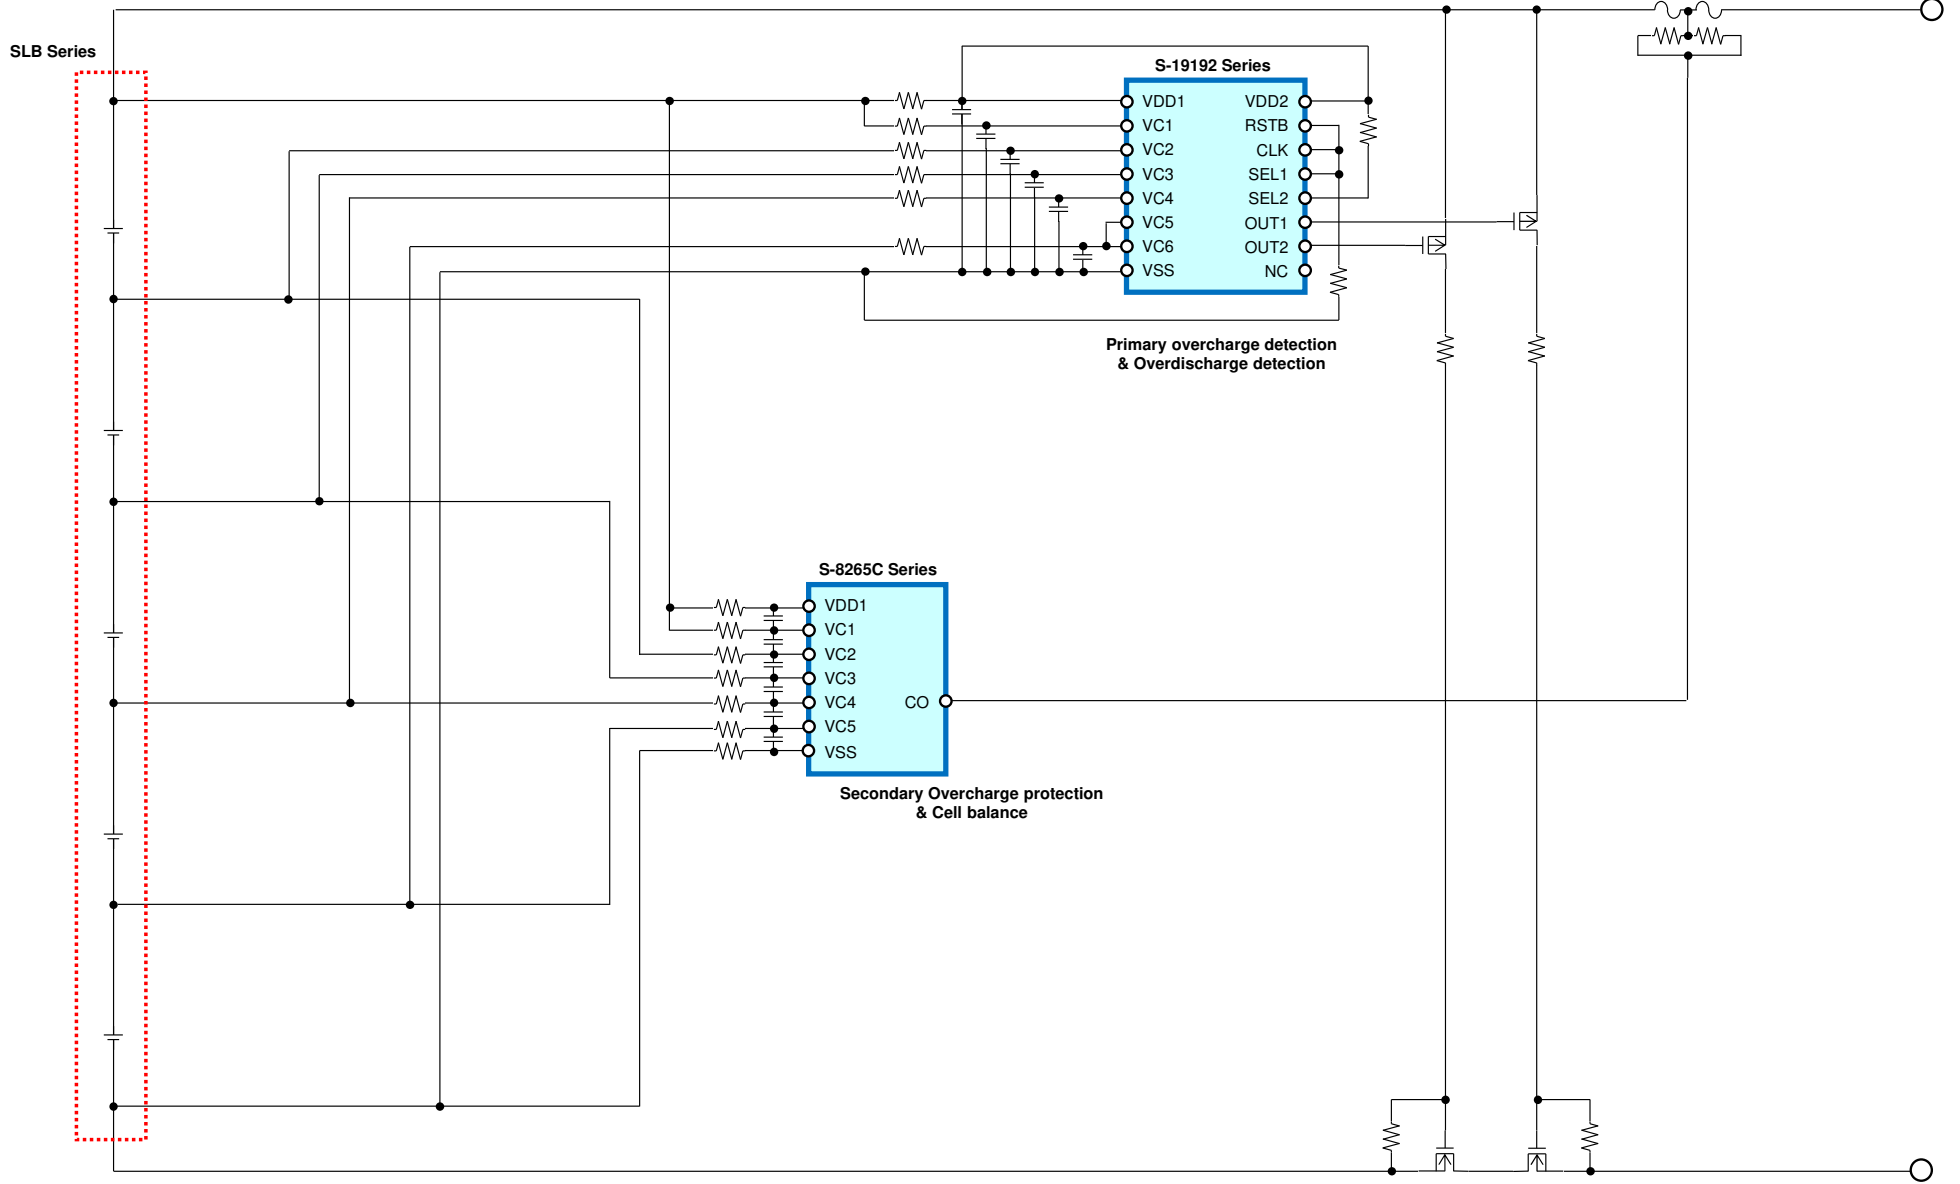 SLB Series
S-19192 Series
VDD1
VC1
VC2
VC3
VC4
VC5
VC6
VSS
VDD2
RSTB
CLK
SEL1
SEL2
OUT1
OUT2
NC
Primary overcharge detection
& Overdischarge detection
S-8265C Series
VDD1
VC1
VC2
VC3
VC4
VC5
VSS
CO
Secondary Overcharge protection
& Cell balance